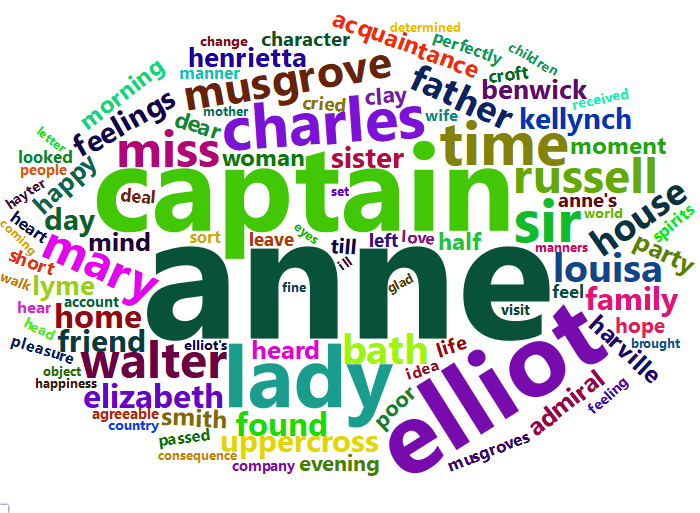 determined
acquaintance
change
character
perfectly
children
henrietta
manner
musgrove
father
croft
morning
cried
clay
benwick
received
feelings
mother
dear
charles
wife
kellynch
letter
looked
people
happy
miss
woman
sister
time
moment
hayter
captain
deal
set
russell
anne's
world
heart
day
mind
sort
leave
eyes
till
left
love
half
sir
manners
house
spirits
party
coming
short
mary
ill
anne
louisa
walk
lyme
account
fine
glad
visit
feel
family
hear
home
head
friend
elliot's
heard
bath
life
hope
harville
brought
pleasure
object
walter
lady
idea
elliot
happiness
elizabeth
poor
admiral
feeling
agreeable
country
smith
found
passed
uppercross
consequence
company
evening
musgroves